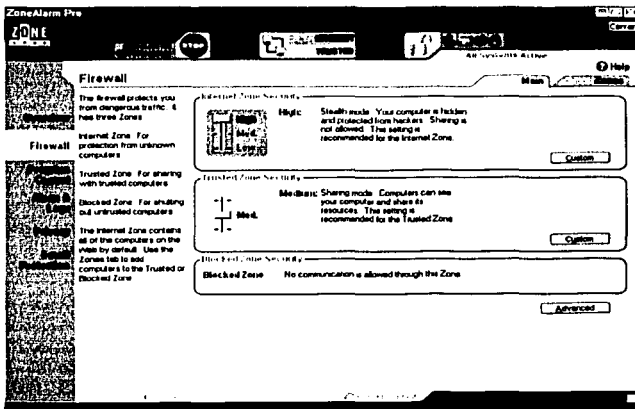 ZoneAlarm Pro
ZONE
STOP
TRUSTED
All Systems Active
Help
Firewall
Main
The firewall protects you
from dangerous traffic. It
has three Zones
Internet Zone For
protection from unknown
computers
Firewall
Trusted Zone For sharing
with trusted computers
Blocked Zone For shutting
out untrusted computers
The Internet Zone contains
all of the computers on the
Web by default Use the
Zones tab to add
computers to the Trusted or
Blocked Zone
Internet Zone Security
High
Med.
Low
High:
Stealth mode Your computer is hidden
and protected from hackers Sharing is
not allowed This setting is
recommended for the Internet Zone
Custom
Trusted Zone Security
Med.
Medium:
Sharing mode Computers can see
your computer and share its
resources This setting is
recommended for the Trusted Zone
Custom
Blocked Zone Security
Blocked Zone
No communication is allowed through this Zone
Advanced